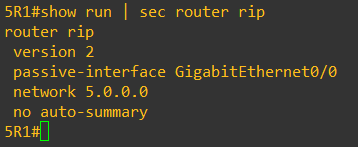 5R1#show run | sec router rip
router rip
 version 2
 passive-interface GigabitEthernet0/0
 network 5.0.0.0
 no auto-summary
5R1#